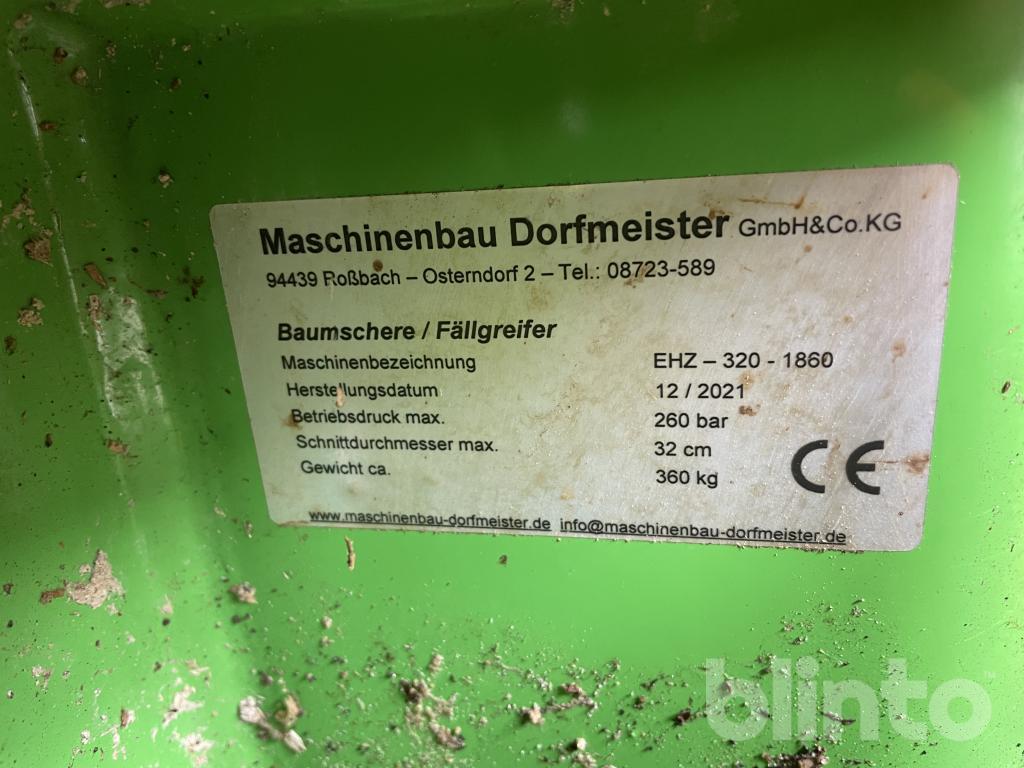 Maschinenbau Dorfmeister GmbH&Co.KG
94439 Roßbach – Osterndorf 2 – Tel.: 08723-589
Baumschere / Fällgreifer
Maschinenbezeichnung EHZ – 320 - 1860
Herstellungsdatum 12 / 2021
Betriebsdruck max. 260 bar
Schnittdurchmesser max. 32 cm
Gewicht ca. 360 kg
CE
www.maschinenbau-dorfmeister.de info@maschinenbau-dorfmeister.de
blinto™